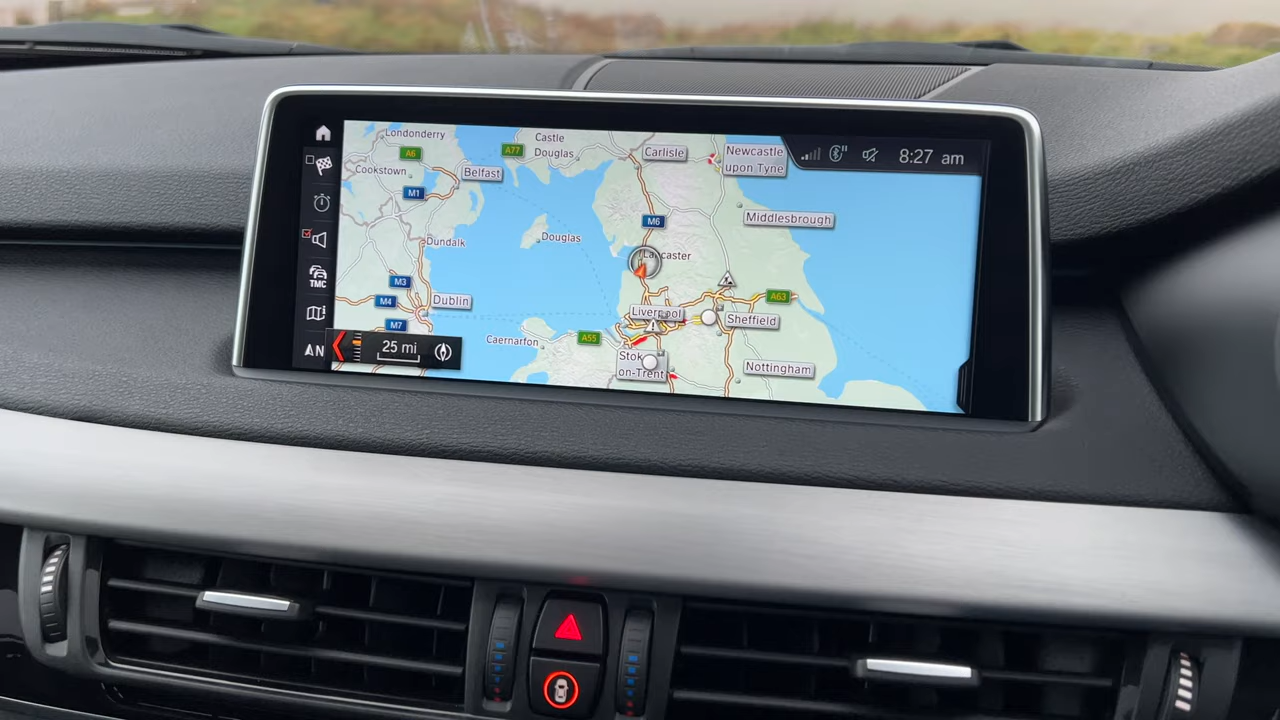 Londonderry
A6
Cookstown
M1
Belfast
A77
Castle
Douglas
Carlisle
Newcastle
upon Tyne
8:27 am
M6
Middlesbrough
Douglas
Dundalk
Lancaster
M3
M4
Dublin
M7
TMC
A63
Liverpool
Sheffield
Caernarfon
A55
AN
25 mi
Stok
on-Trent
Nottingham